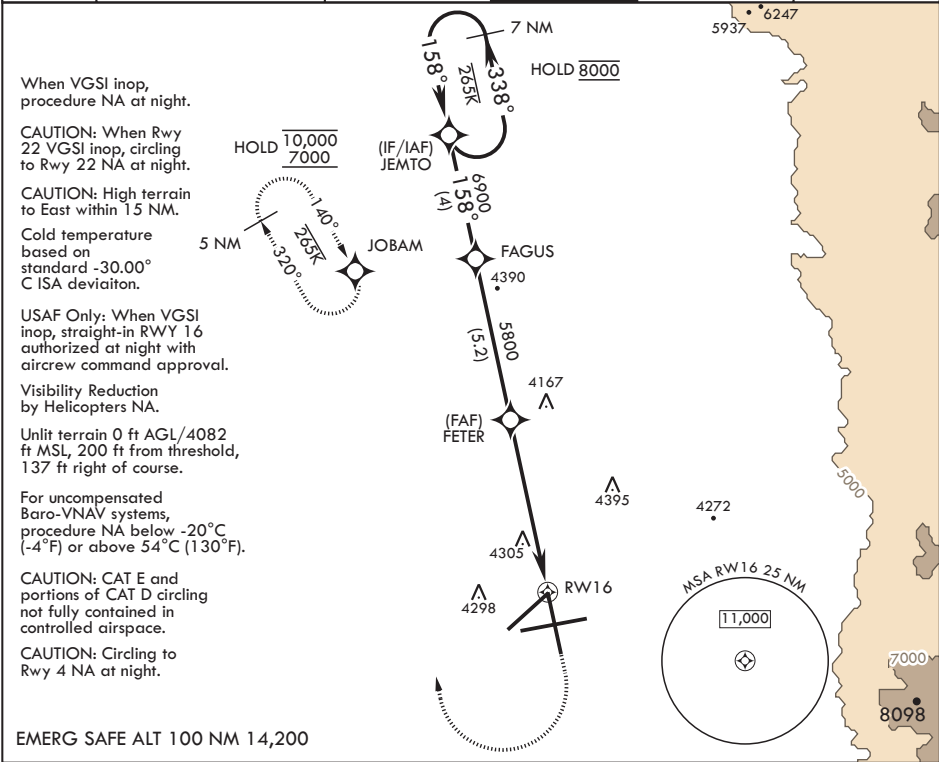 When VGSI inop,
procedure NA at night.
CAUTION: When Rwy
22 VGSI inop, circling
to Rwy 22 NA at night.
CAUTION: High terrain
to East within 15 NM.
Cold temperature
based on
standard -30.00°
C ISA deviaiton.
USAF Only: When VGSI
inop, straight-in RWY 16
authorized at night with
aircrew command approval.
Visibility Reduction
by Helicopters NA.
Unlit terrain 0 ft AGL/4082
ft MSL, 200 ft from threshold,
137 ft right of course.
For uncompensated
Baro-VNAV systems,
procedure NA below -20°C
(-4°F) or above 54°C (130°F).
CAUTION: CAT E and
portions of CAT D circling
not fully contained in
controlled airspace.
CAUTION: Circling to
Rwy 4 NA at night.
EMERG SAFE ALT 100 NM 14,200
7 NM
158°
265K
338°
HOLD 8000
(IF/IAF)
JEMTO
HOLD 10,000
7000
140°
265K
320°
5 NM
JOBAM
6900
158°
(4)
FAGUS
4390
5800
(5.2)
4167
(FAF)
FETER
4395
4272
4305
RW16
4298
MSA RW16 25 NM
11,000
5937
6247
5000
7000
8098